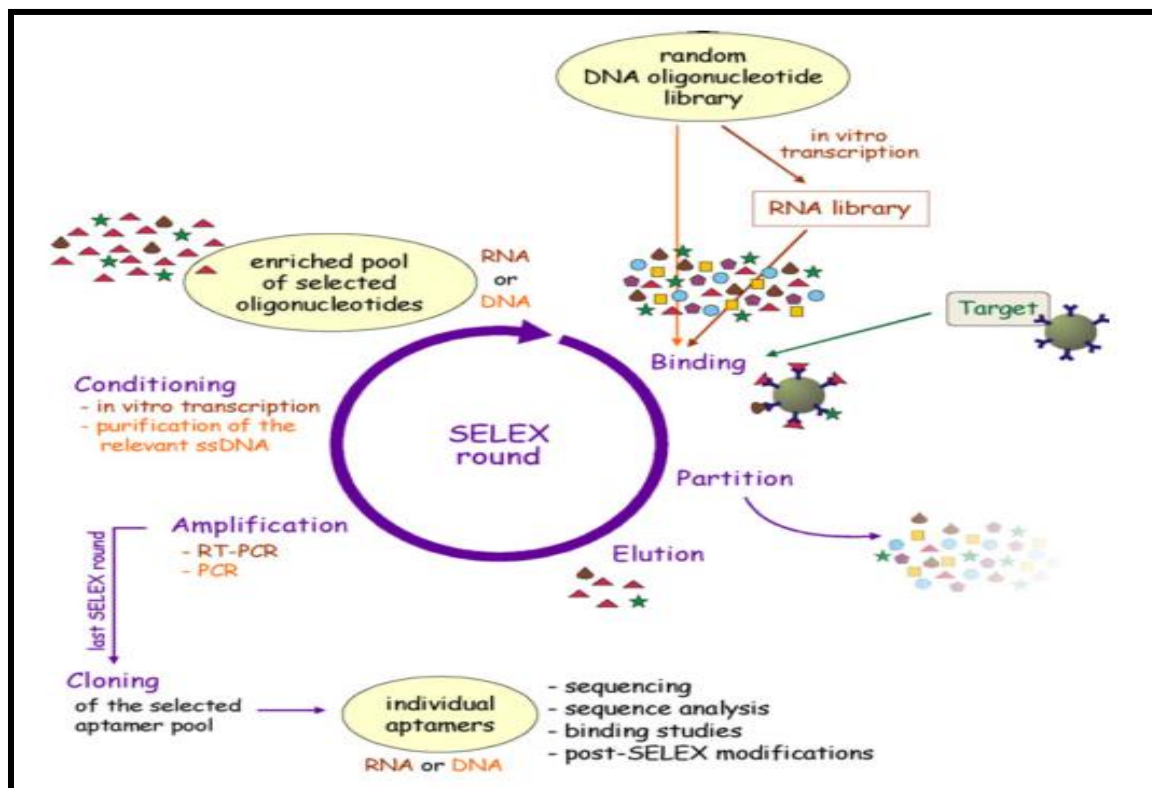 random
DNA oligonucleotide
library
in vitro
transcription
RNA library
enriched pool
of selected
oligonucleotides
RNA
or
DNA
Target
Binding
Conditioning
- in vitro transcription
- purification of the
relevant ssDNA
SELEX
round
Partition
Amplification
- RT-PCR
- PCR
Elution
last SELEX round
Cloning
of the selected
aptamer pool
individual
aptamers
RNA or DNA
- sequencing
- sequence analysis
- binding studies
- post-SELEX modifications